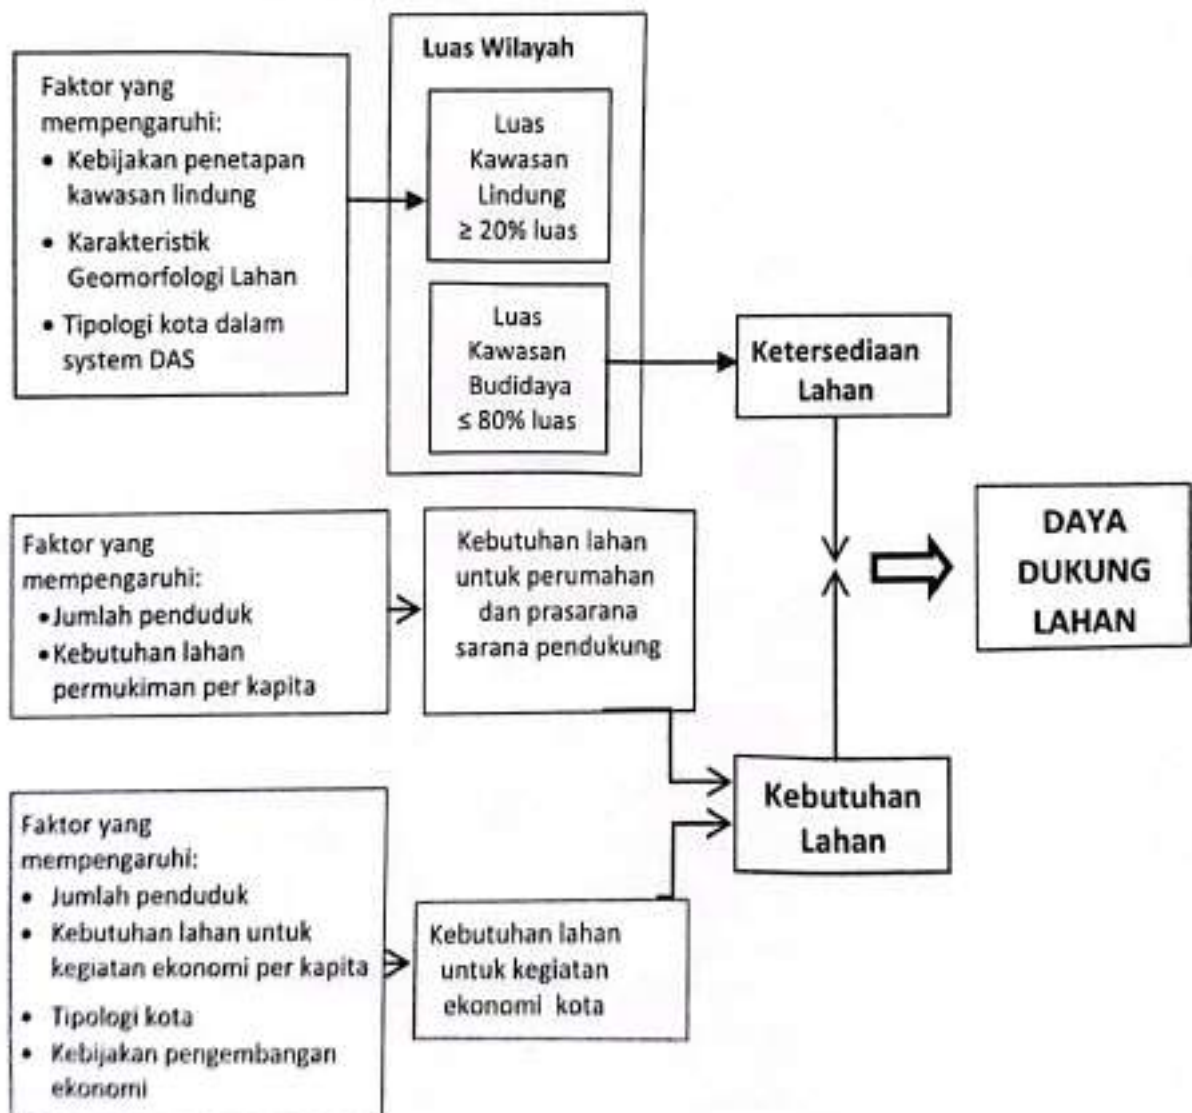 Faktor yang
mempengaruhi:
• Kebijakan penetapan
kawasan lindung
• Karakteristik
Geomorfologi Lahan
• Tipologi kota dalam
system DAS
Luas Wilayah
Luas
Kawasan
Lindung
≥ 20% luas
Luas
Kawasan
Budidaya
≤ 80% luas
Ketersediaan
Lahan
Faktor yang
mempengaruhi:
•Jumlah penduduk
•Kebutuhan lahan
permukiman per kapita
Kebutuhan lahan
untuk perumahan
dan prasarana
sarana pendukung
DAYA
DUKUNG
LAHAN
Faktor yang
mempengaruhi:
• Jumlah penduduk
• Kebutuhan lahan untuk
kegiatan ekonomi per kapita
• Tipologi kota
• Kebijakan pengembangan
ekonomi
Kebutuhan lahan
untuk kegiatan
ekonomi kota
Kebutuhan
Lahan